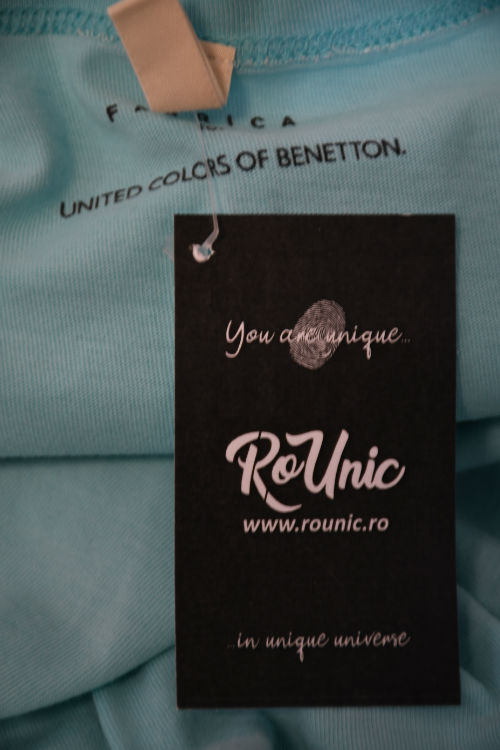 UNITED COLORS OF BENETTON.
You are unique...
RoUnic
www.rounic.ro
...in unique universe